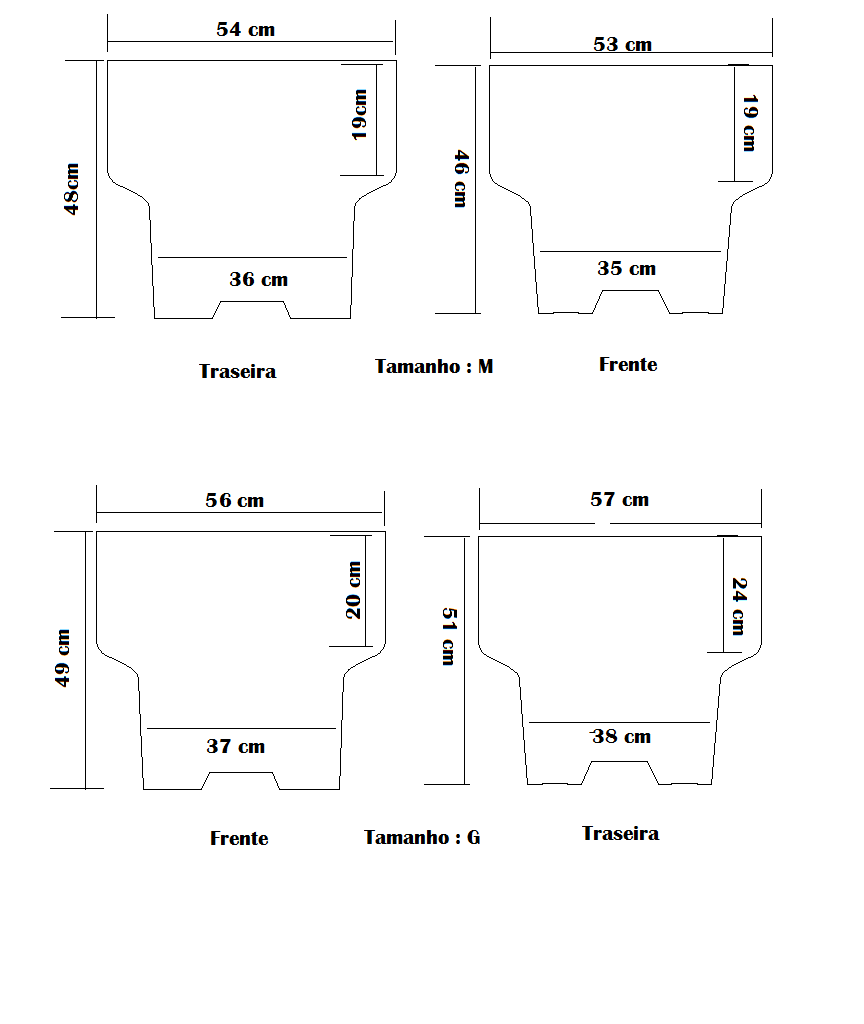 54 cm
53 cm
19cm
19 cm
48cm
46 cm
36 cm
35 cm
Traseira
Tamanho : M
Frente
56 cm
57 cm
20 cm
24 cm
49 cm
51 cm
37 cm
38 cm
Frente
Tamanho : G
Traseira